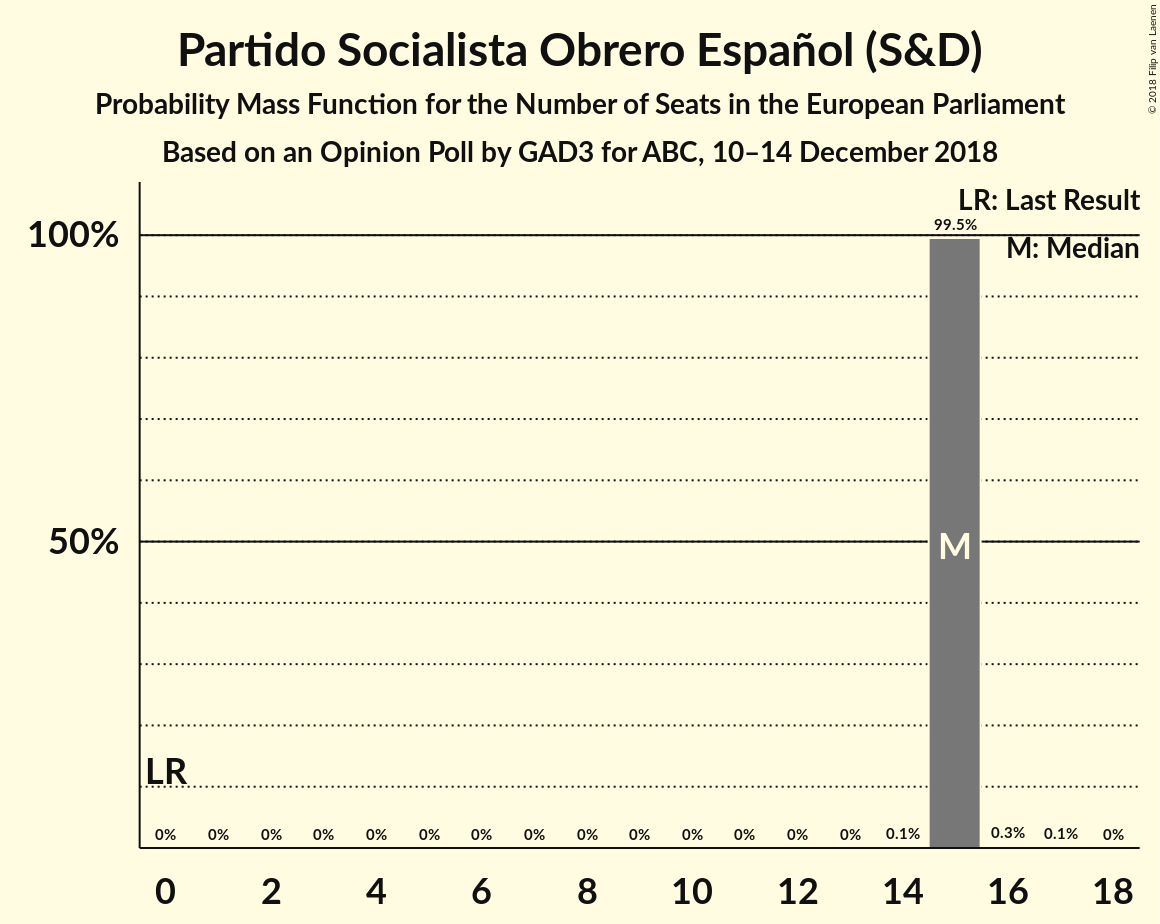 Partido Socialista Obrero Español (S&D)
Probability Mass Function for the Number of Seats in the European Parliament
Based on an Opinion Poll by GAD3 for ABC, 10–14 December 2018
© 2018 Filip van Laenen
LR: Last Result
M: Median
100%
50%
99.5%
M
LR
0% 0% 0% 0% 0% 0% 0% 0% 0% 0% 0% 0% 0% 0% 0.1% 0.3% 0.1% 0%
0 2 4 6 8 10 12 14 16 18